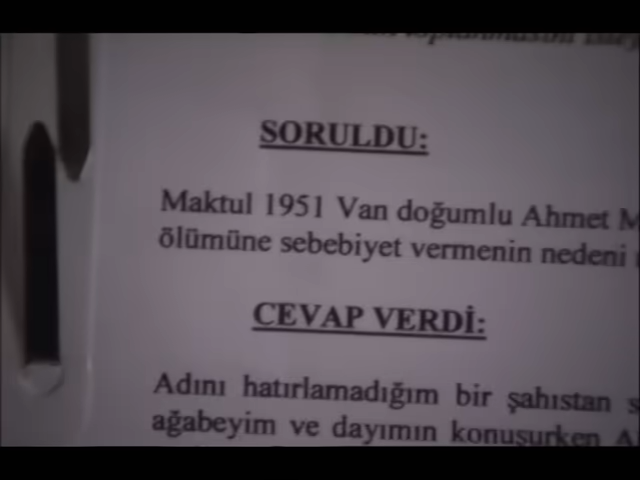 toplanmasını
SORULDU:
Maktul 1951 Van doğumlu Ahmet M
ölümüne sebebiyet vermenin nedeni
CEVAP VERDİ:
Adını hatırlamadığım bir şahıstan s
ağabeyim ve dayımın konuşurken A